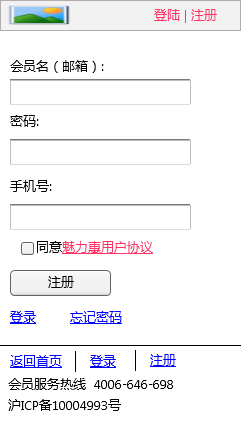 登陆 | 注册
会员名（邮箱）:
密码:
手机号:
同意魅力惠用户协议
注册
登录 忘记密码
返回首页 登录 注册
会员服务热线 4006-646-698
沪ICP备10004993号